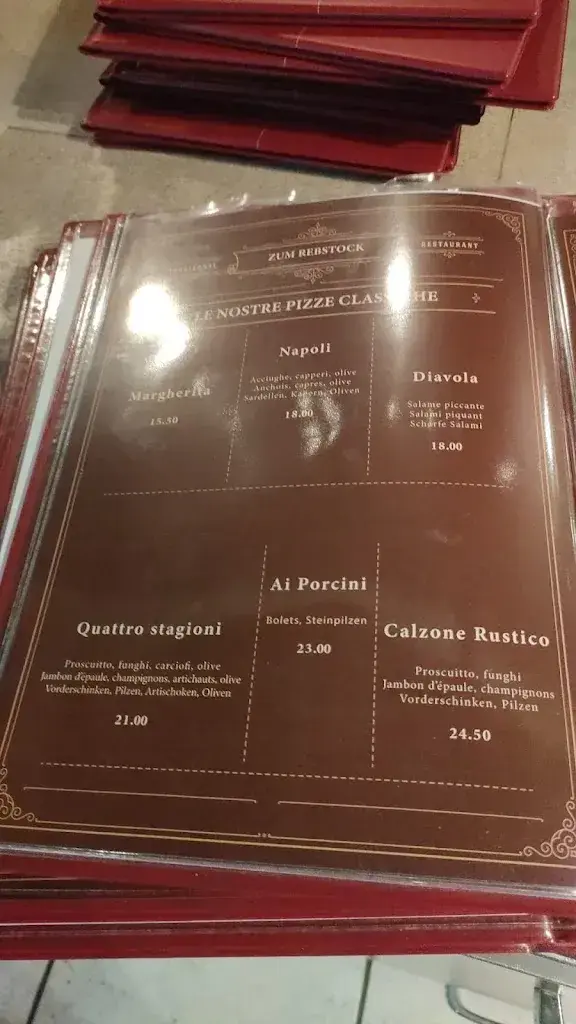 ZUM REBSTOCK
RESTAURANT
LE NOSTRE PIZZE CLASSICHE
Margherita
15.50
Napoli
Acciughe, capperi, olive
Anchois, capres, olive
Sardellen, Kapern, Oliven
18.00
Diavola
Salame piccante
Salami piquant
Scharfe Salami
18.00
Quattro stagioni
Proscuitto, funghi, carciofi, olive
Jambon d'épaule, champignons, artichauts, olive
Vorderschinken, Pilzen, Artischoken, Oliven
21.00
Ai Porcini
Bolets, Steinpilzen
23.00
Calzone Rustico
Proscuitto, funghi
Jambon d'épaule, champignons
Vorderschinken, Pilzen
24.50